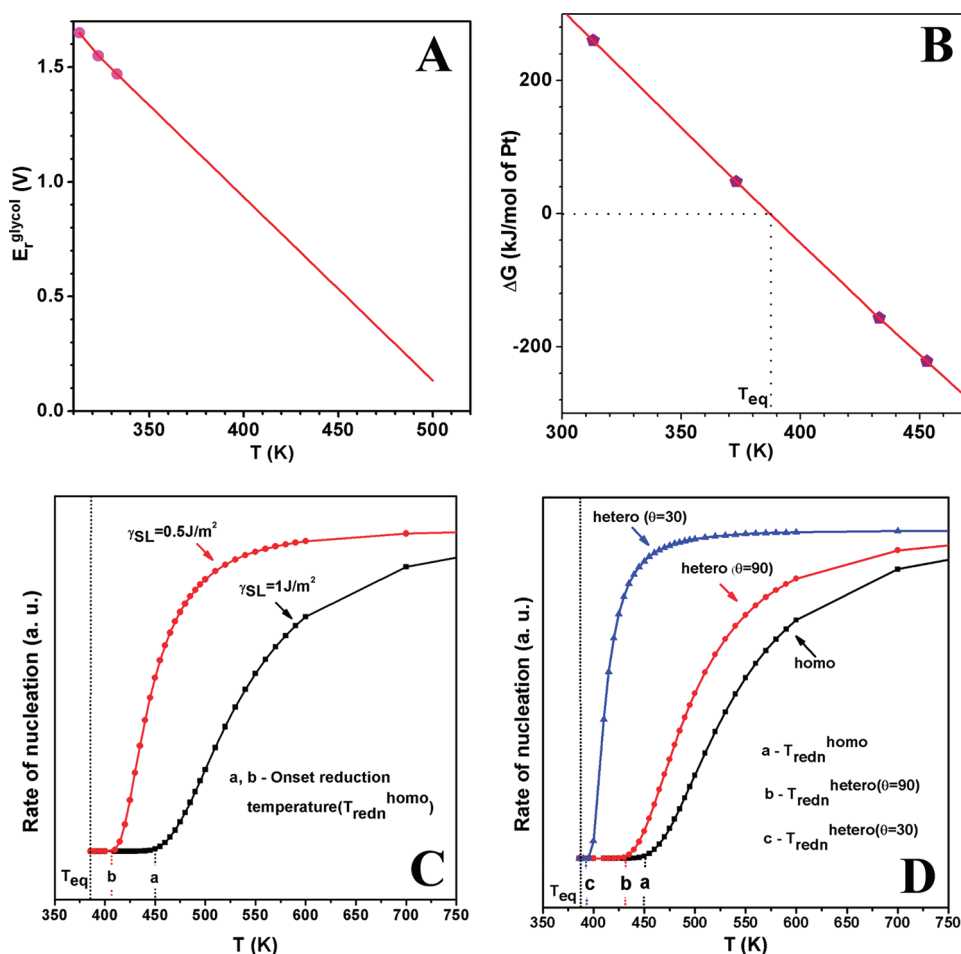 A
E_r^glycol (V)
1.5
1.0
0.5
0.0
350
400
450
500
T (K)
B
ΔG (kJ/mol of Pt)
200
0
-200
T_eq
300
350
400
450
T (K)
C
Rate of nucleation (a. u.)
γ_SL=0.5J/m²
γ_SL=1J/m²
a, b - Onset reduction
temperature(T_redn^homo)
T_eq
b
a
350
400
450
500
550
600
650
700
750
T (K)
D
Rate of nucleation (a. u.)
hetero (θ=30)
hetero (θ=90)
homo
a - T_redn^homo
b - T_redn^hetero(θ=90)
c - T_redn^hetero(θ=30)
T_eq
c
b
a
350
400
450
500
550
600
650
700
750
T (K)